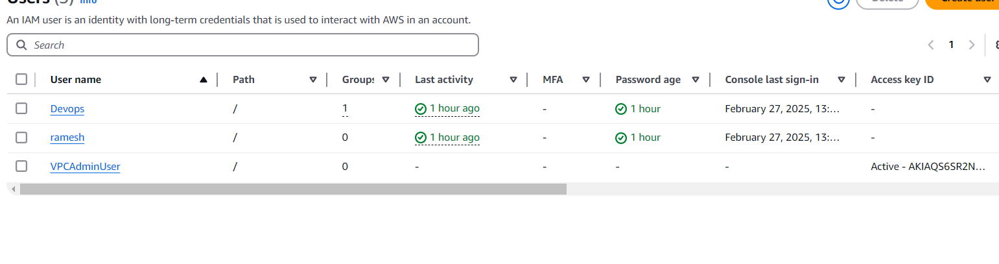 Users (3) Info
Delete
Create user
An IAM user is an identity with long-term credentials that is used to interact with AWS in an account.
Search
1
User name Path Groups Last activity MFA Password age Console last sign-in Access key ID
Devops / 1 1 hour ago - 1 hour February 27, 2025, 13:... -
ramesh / 0 1 hour ago - 1 hour February 27, 2025, 13:... -
VPCAdminUser / 0 - - - - Active - AKIAQS6SR2N...